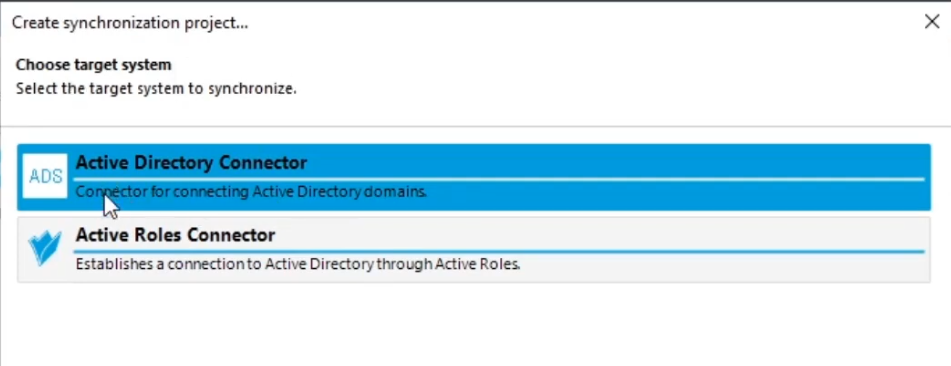 Create synchronization project...
Choose target system
Select the target system to synchronize.
ADS
Active Directory Connector
Connector for connecting Active Directory domains.
Active Roles Connector
Establishes a connection to Active Directory through Active Roles.